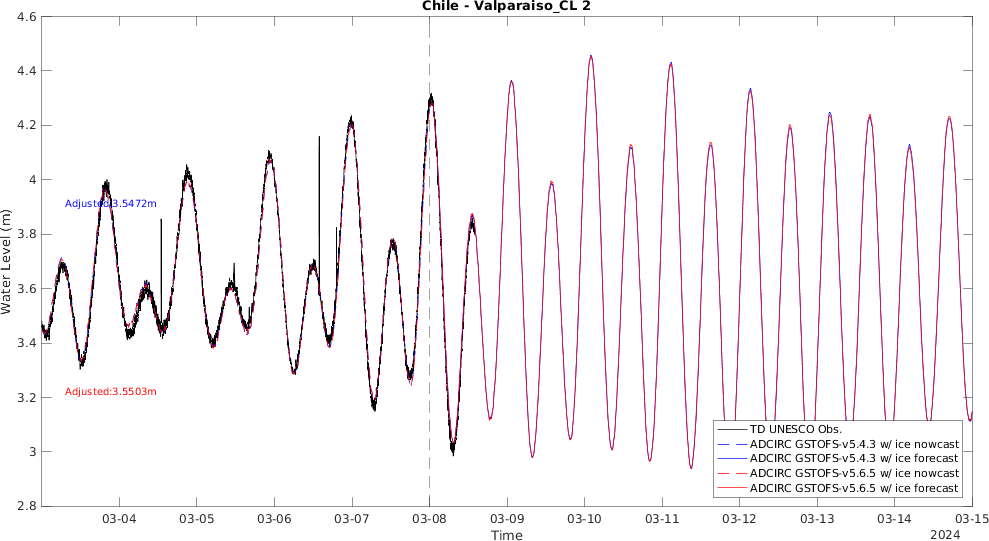 Chile - Valparaiso_CL 2
4.6
4.4
4.2
4
3.8
3.6
3.4
3.2
3
2.8
Water Level (m)
Adjusted:3.5472m
Adjusted:3.5503m
TD UNESCO Obs.
ADCIRC GSTOFS-v5.4.3 w/ ice nowcast
ADCIRC GSTOFS-v5.4.3 w/ ice forecast
ADCIRC GSTOFS-v5.6.5 w/ ice nowcast
ADCIRC GSTOFS-v5.6.5 w/ ice forecast
03-04 03-05 03-06 03-07 03-08 03-09 03-10 03-11 03-12 03-13 03-14 03-15
Time
2024